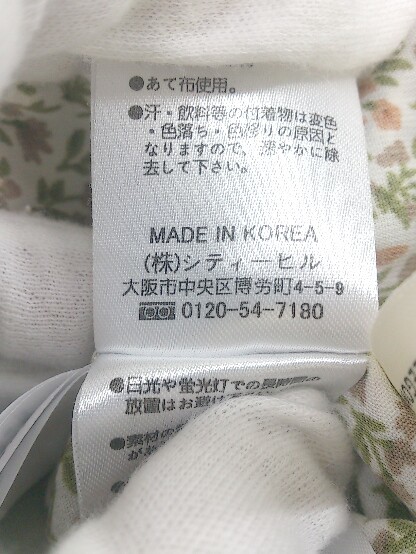 ●あて布使用。
●汗・飲料等の付着物は変色
・色落ち・色移りの原因と
なりますので、速やかに除
去して下さい。
MADE IN KOREA
(株)シティーヒル
大阪市中央区博労町4-5-9
0120-54-7180
●日光や蛍光灯での長時間の
放置はお避け
●素材の
が